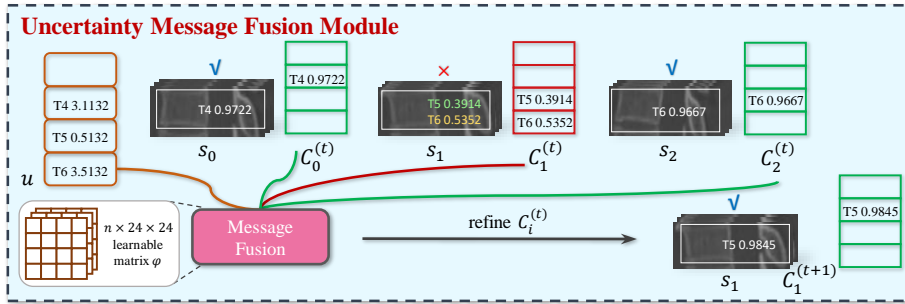 Uncertainty Message Fusion Module
√
×
√
T4 3.1132
T5 0.5132
T6 3.5132
u
T4 0.9722
s₀
T4 0.9722
C₀⁽ᵗ⁾
T5 0.3914
T6 0.5352
s₁
T5 0.3914
T6 0.5352
C₁⁽ᵗ⁾
T6 0.9667
s₂
T6 0.9667
C₂⁽ᵗ⁾
n × 24 × 24
learnable
matrix φ
Message
Fusion
refine Cᵢ⁽ᵗ⁾
√
T5 0.9845
s₁
T5 0.9845
C₁⁽ᵗ⁺¹⁾